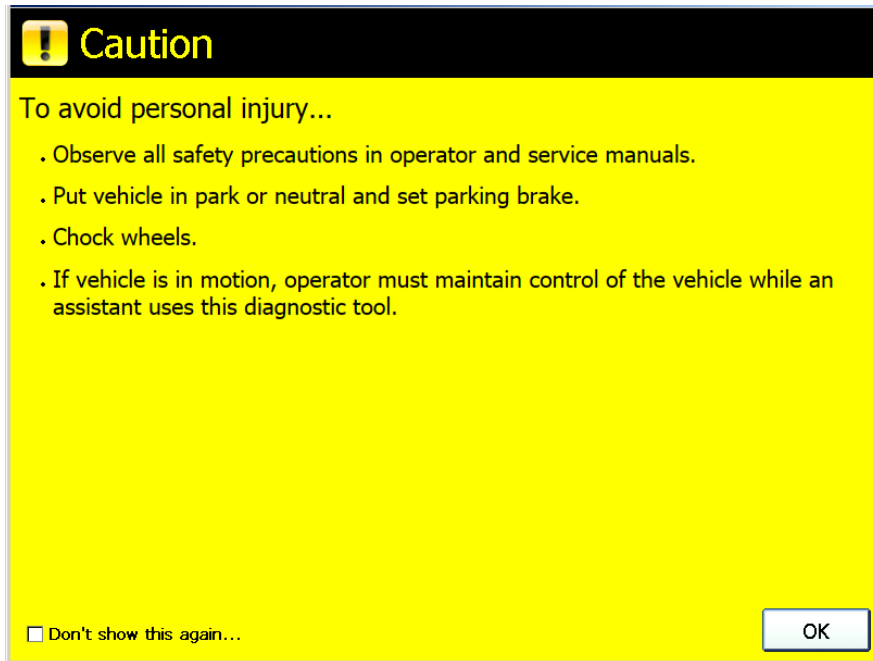 Caution
To avoid personal injury...
. Observe all safety precautions in operator and service manuals.
. Put vehicle in park or neutral and set parking brake.
. Chock wheels.
. If vehicle is in motion, operator must maintain control of the vehicle while an
assistant uses this diagnostic tool.
Don't show this again...
OK